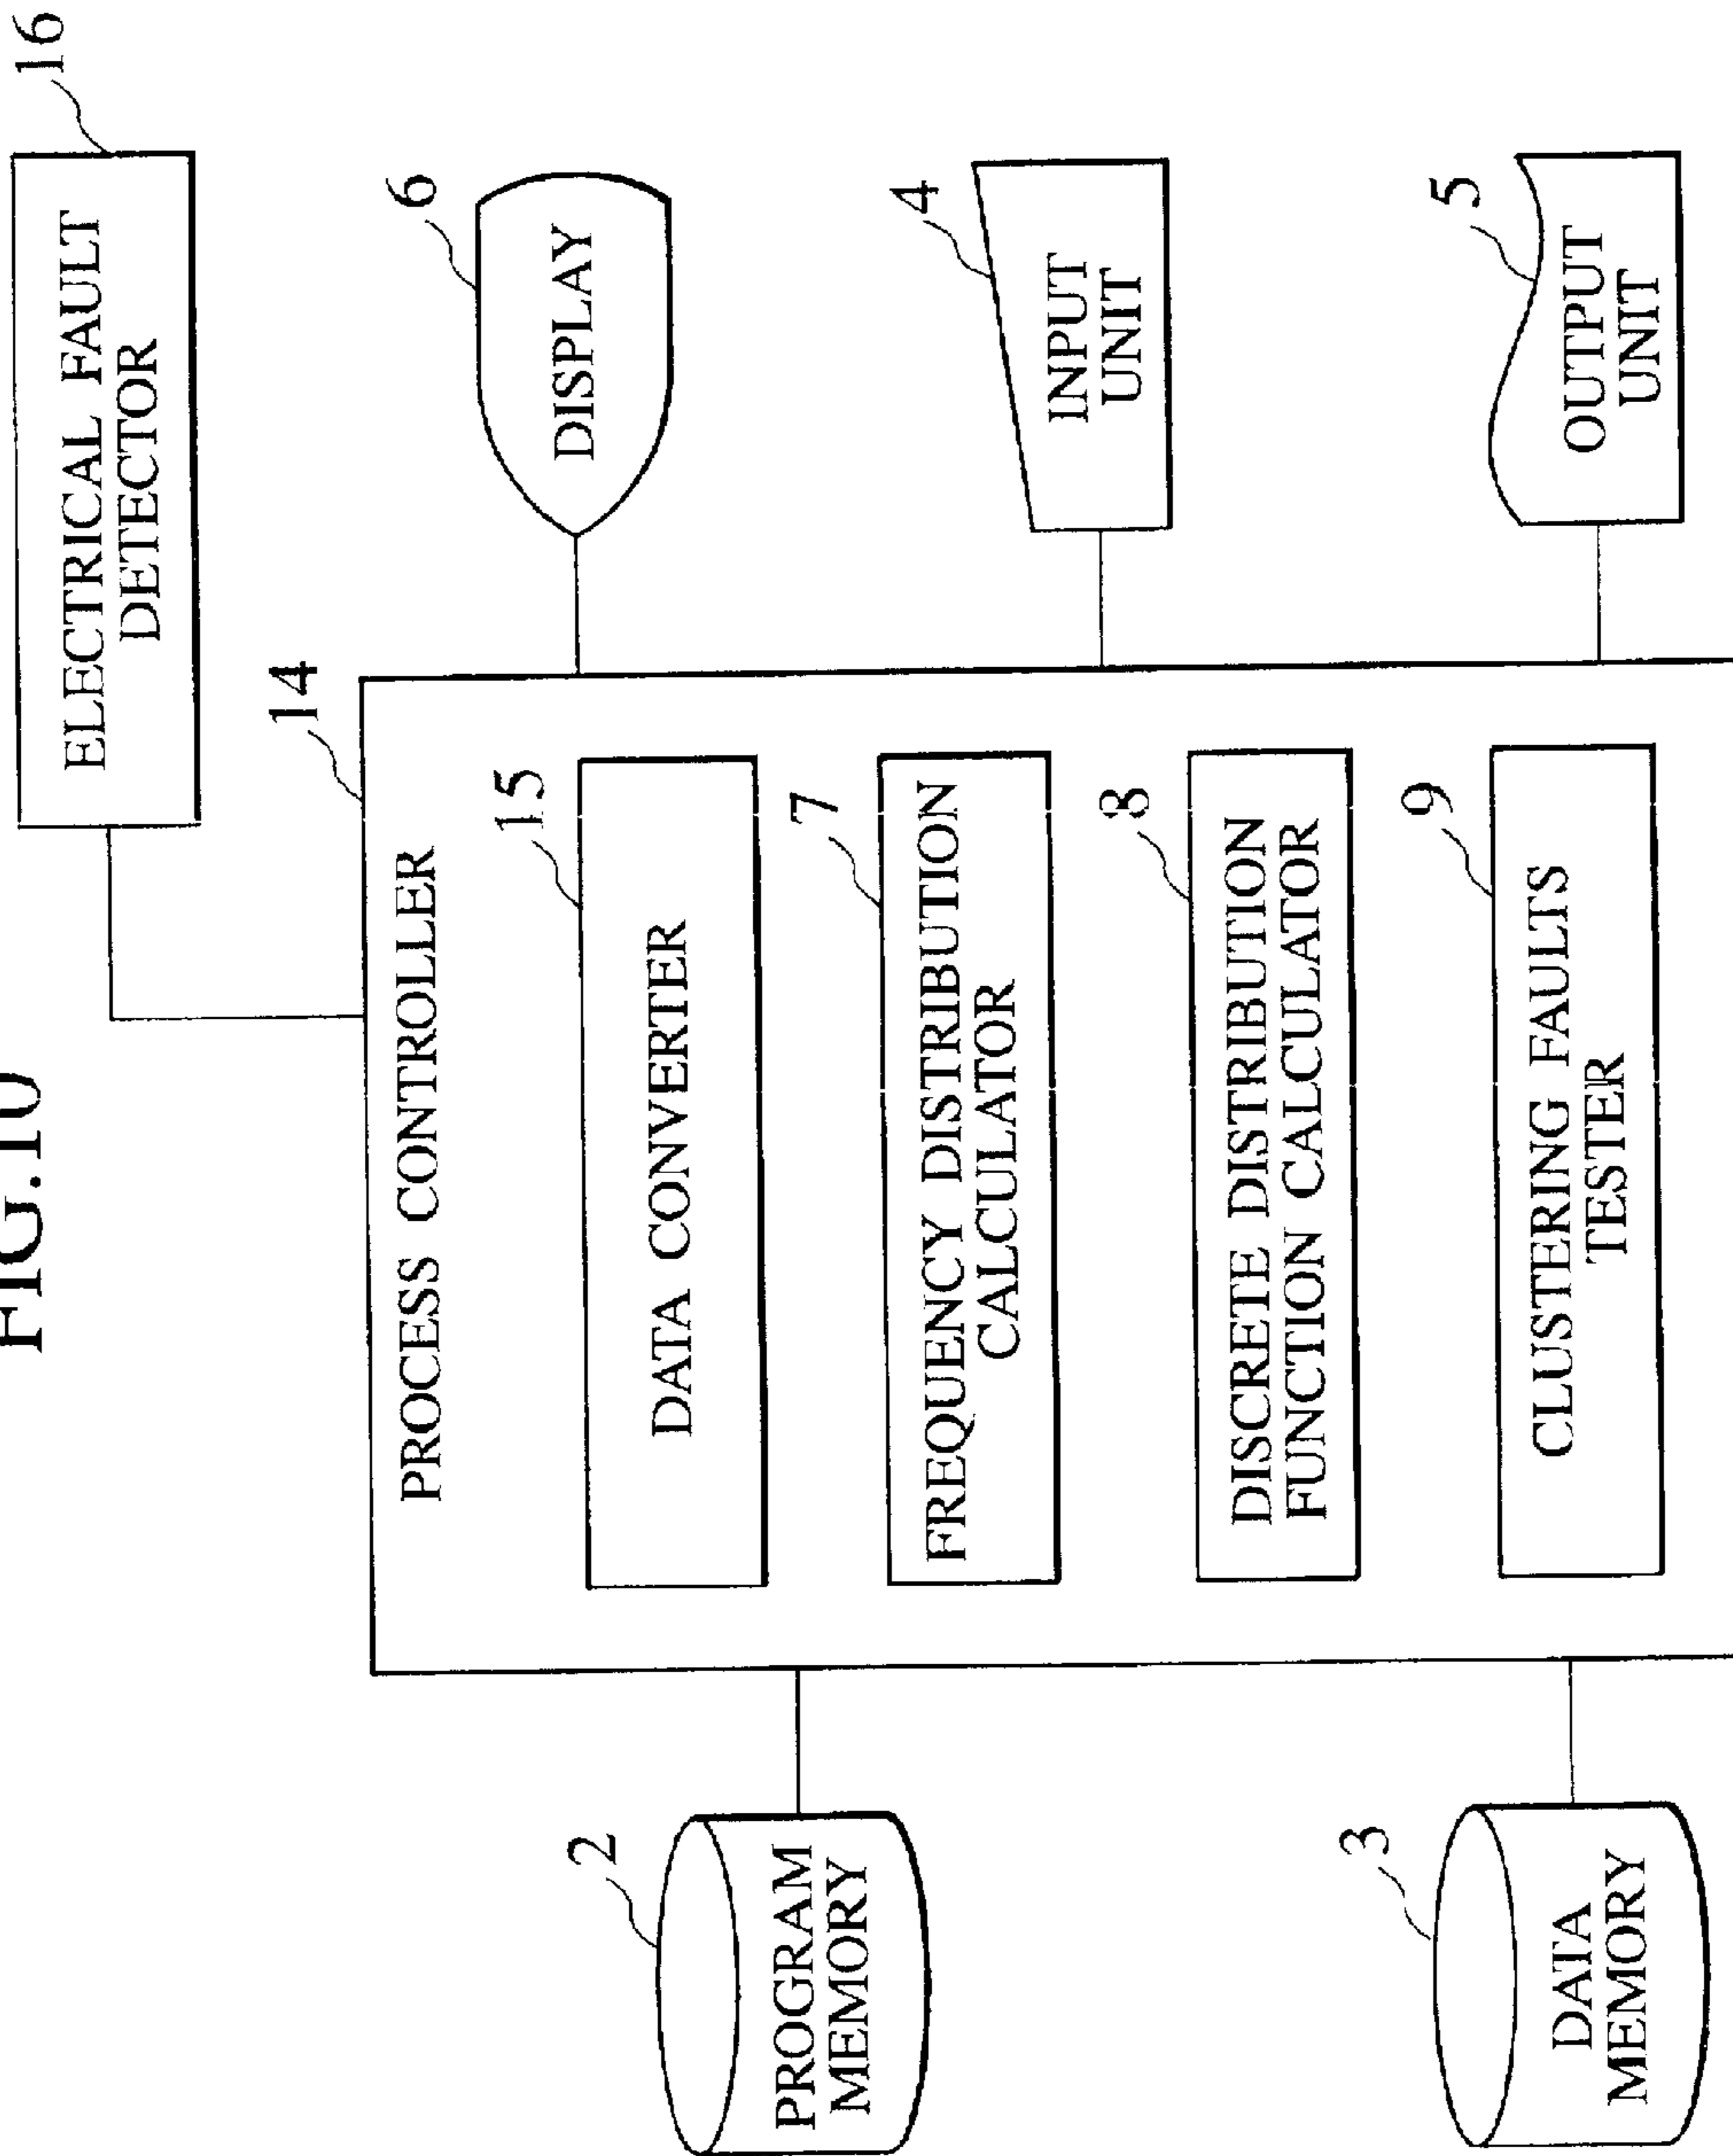 FIG.10
16
ELECTRICAL FAULT
DETECTOR
14
PROCESS CONTROLLER
15
DATA CONVERTER
7
FREQUENCY DISTRIBUTION
CALCULATOR
8
DISCRETE DISTRIBUTION
FUNCTION CALCULATOR
9
CLUSTERING FAULTS
TESTER
2
PROGRAM
MEMORY
3
DATA
MEMORY
6
DISPLAY
4
INPUT
UNIT
5
OUTPUT
UNIT